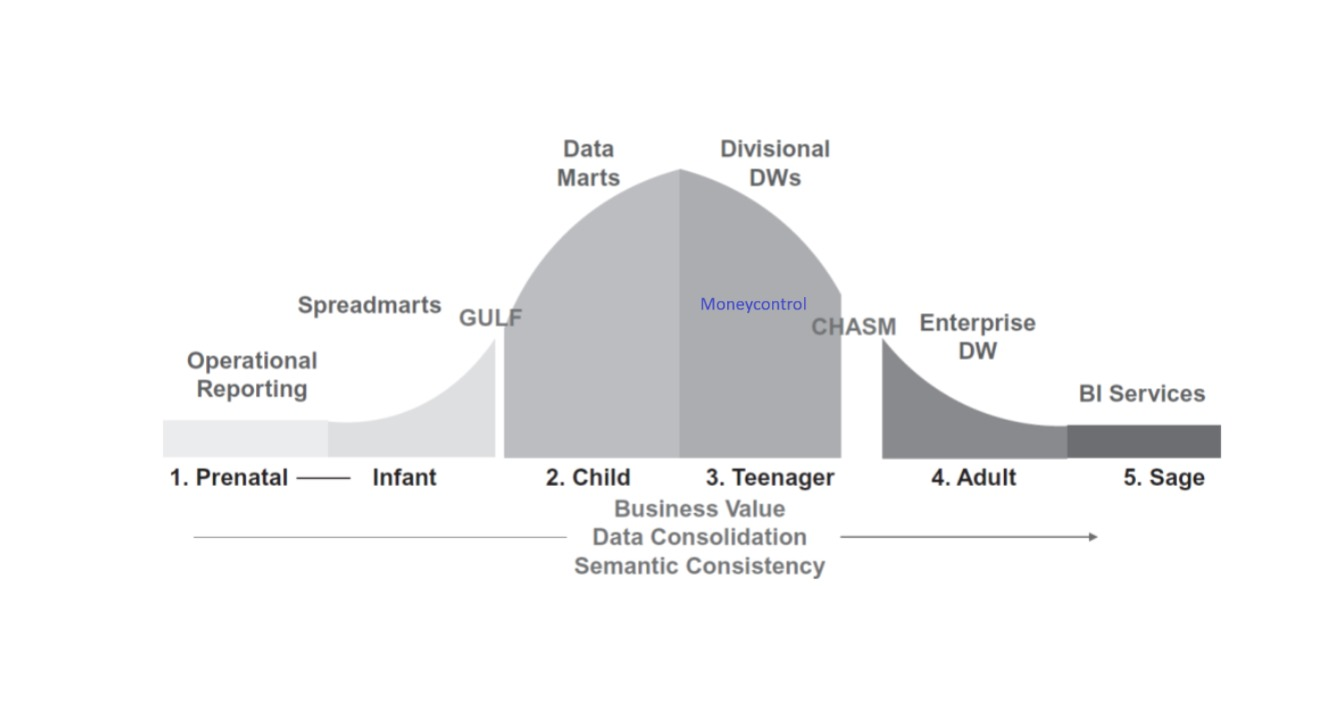 Data
Marts
Divisional
DWs
Spreadmarts
GULF
Moneycontrol
CHASM
Enterprise
DW
Operational
Reporting
BI Services
1. Prenatal
Infant
2. Child
3. Teenager
4. Adult
5. Sage
Business Value
Data Consolidation
Semantic Consistency